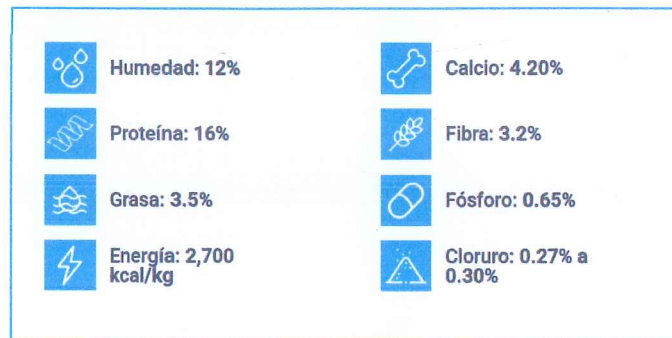 Humedad: 12%
Proteína: 16%
Grasa: 3.5%
Energía: 2,700
kcal/kg
Calcio: 4.20%
Fibra: 3.2%
Fósforo: 0.65%
Cloruro: 0.27% a
0.30%